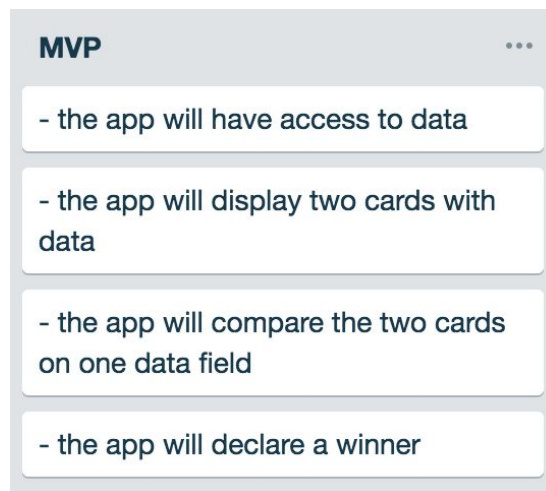 MVP
- the app will have access to data
- the app will display two cards with
data
- the app will compare the two cards
on one data field
- the app will declare a winner